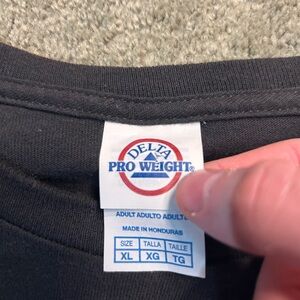 DELTA
PRO WEIGHT®
ADULT ADULTO ADULTE
MADE IN HONDURAS
SIZE TALLA TAILLE
XL XG TG